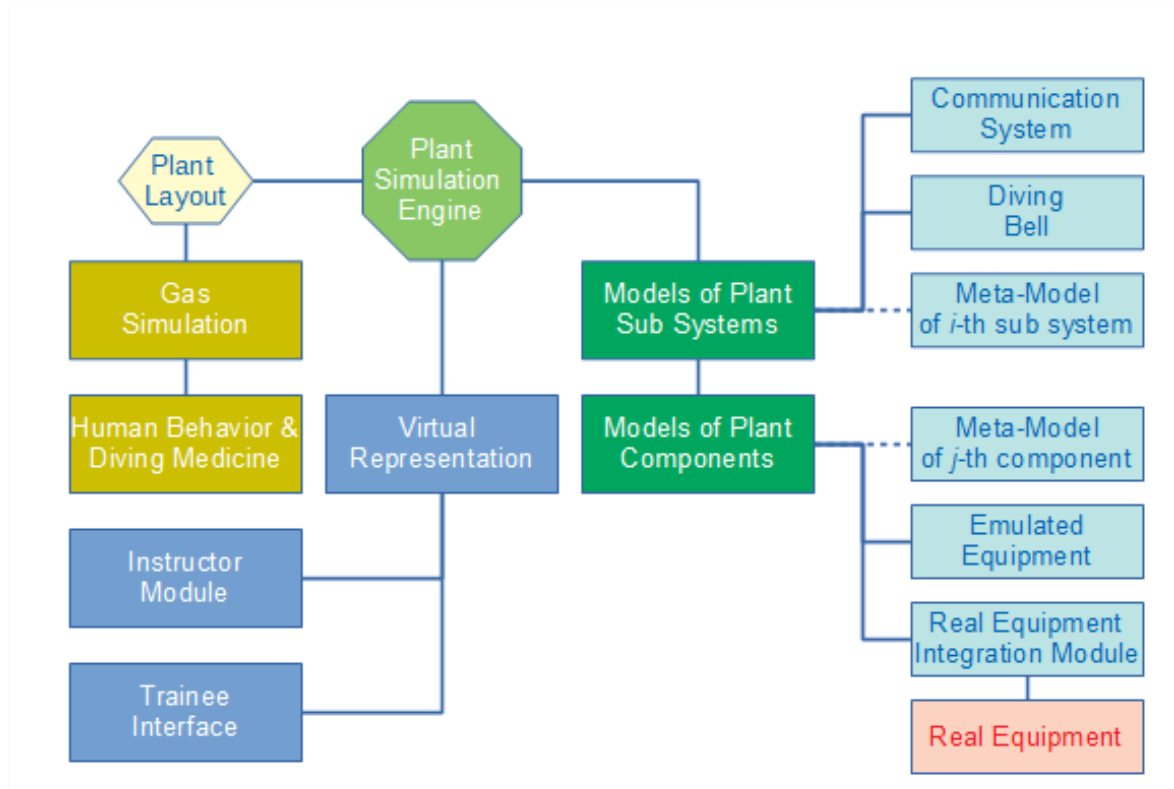 Plant
Layout
Plant
Simulation
Engine
Communication
System
Diving
Bell
Gas
Simulation
Models of Plant
Sub Systems
Meta-Model
of i-th sub system
Human Behavior &
Diving Medicine
Virtual
Representation
Models of Plant
Components
Meta-Model
of j-th component
Instructor
Module
Emulated
Equipment
Real Equipment
Integration Module
Trainee
Interface
Real Equipment